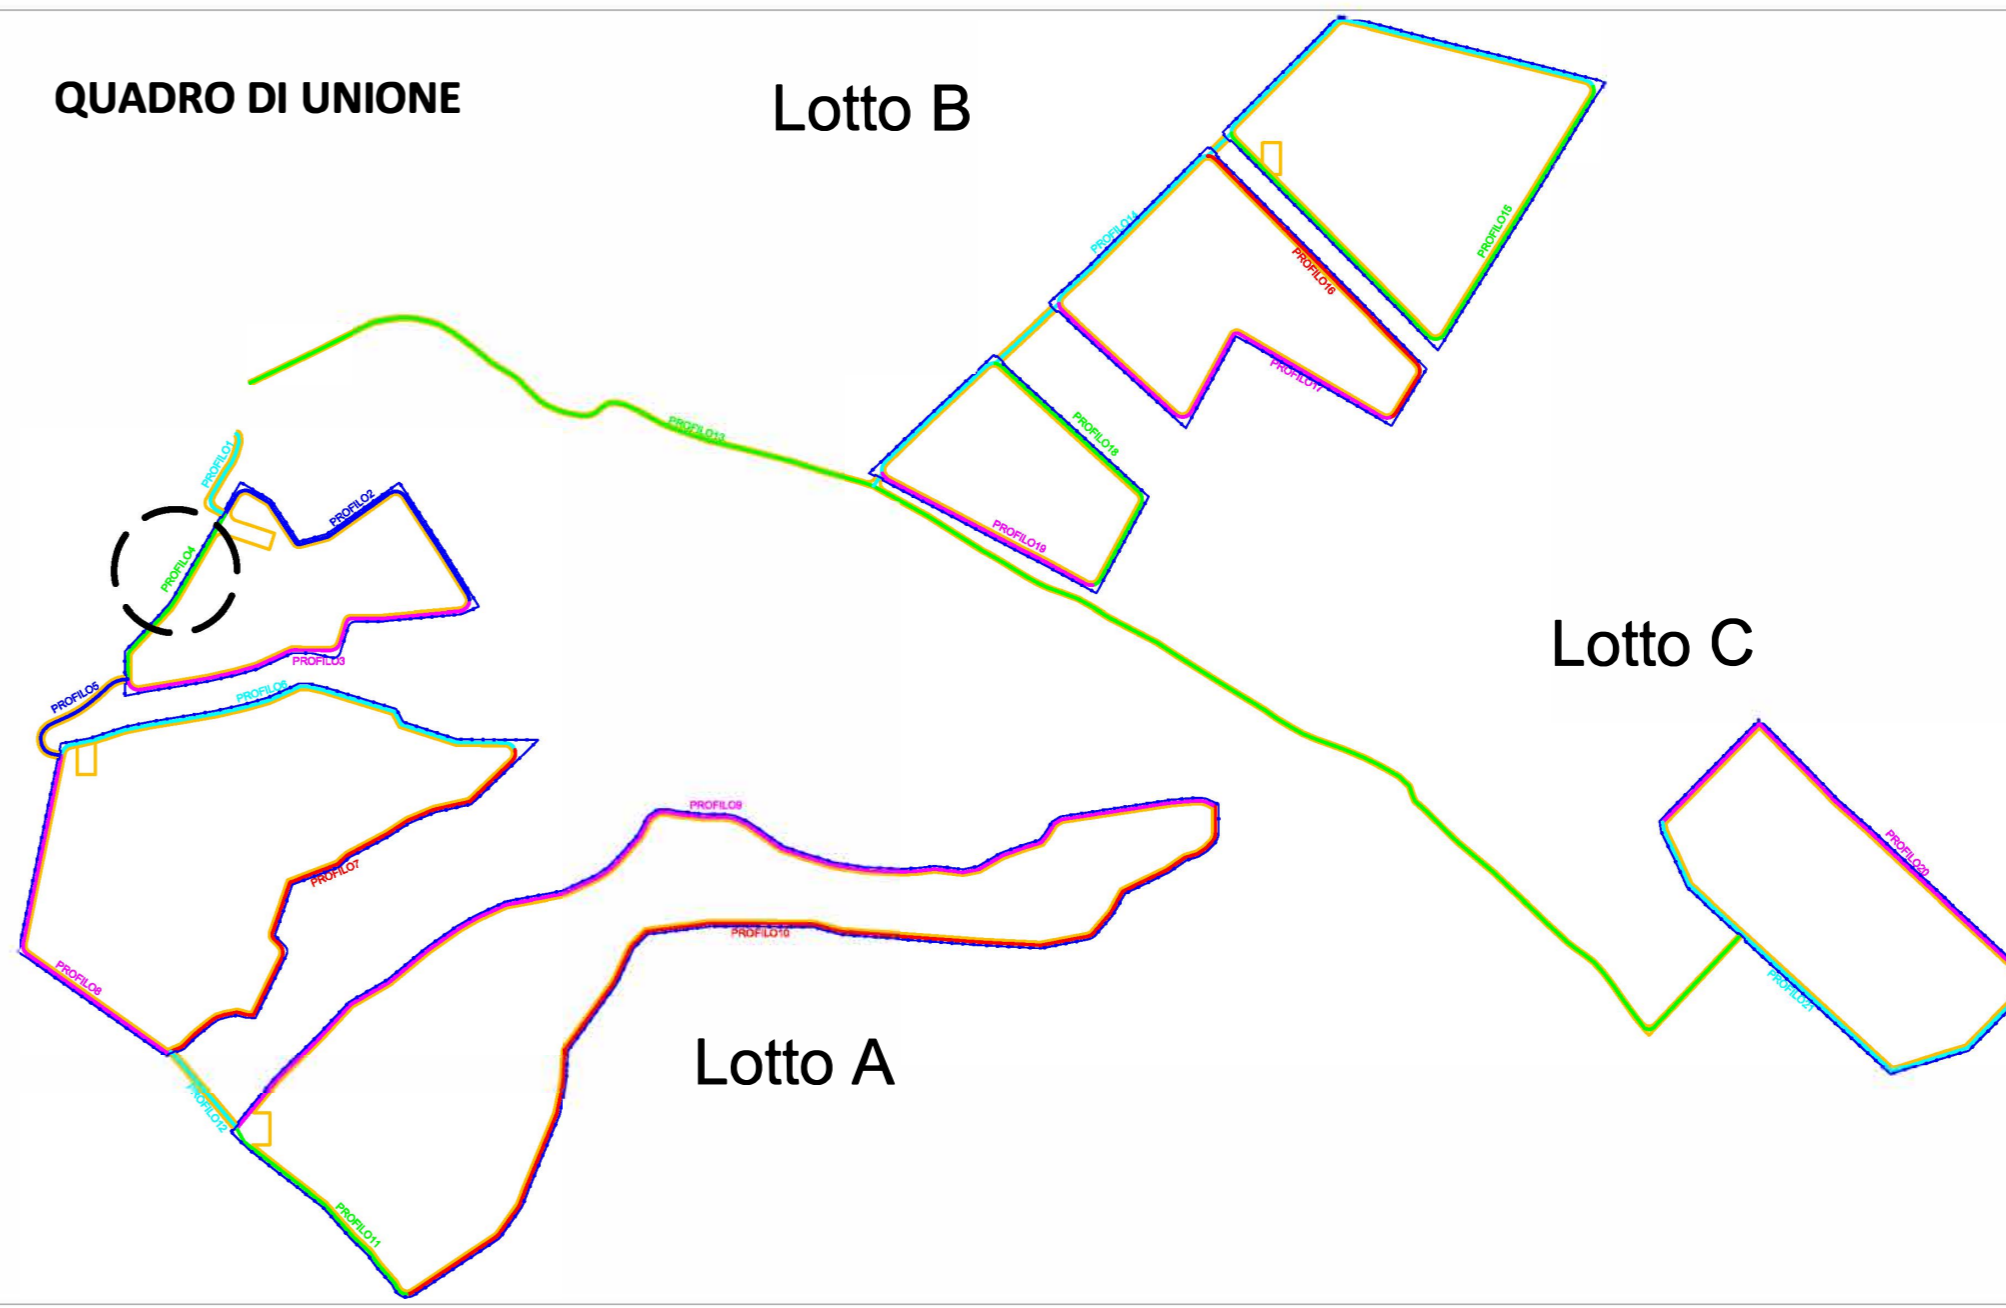 QUADRO DI UNIONE
Lotto B
PROFILO14
PROFILO15
PROFILO16
PROFILO17
PROFILO13
PROFILO18
PROFILO1
PROFILO2
PROFILO19
PROFILO4
Lotto C
PROFILO3
PROFILO5
PROFILO6
PROFILO9
PROFILO7
PROFILO20
PROFILO10
PROFILO8
PROFILO21
Lotto A
PROFILO12
PROFILO11